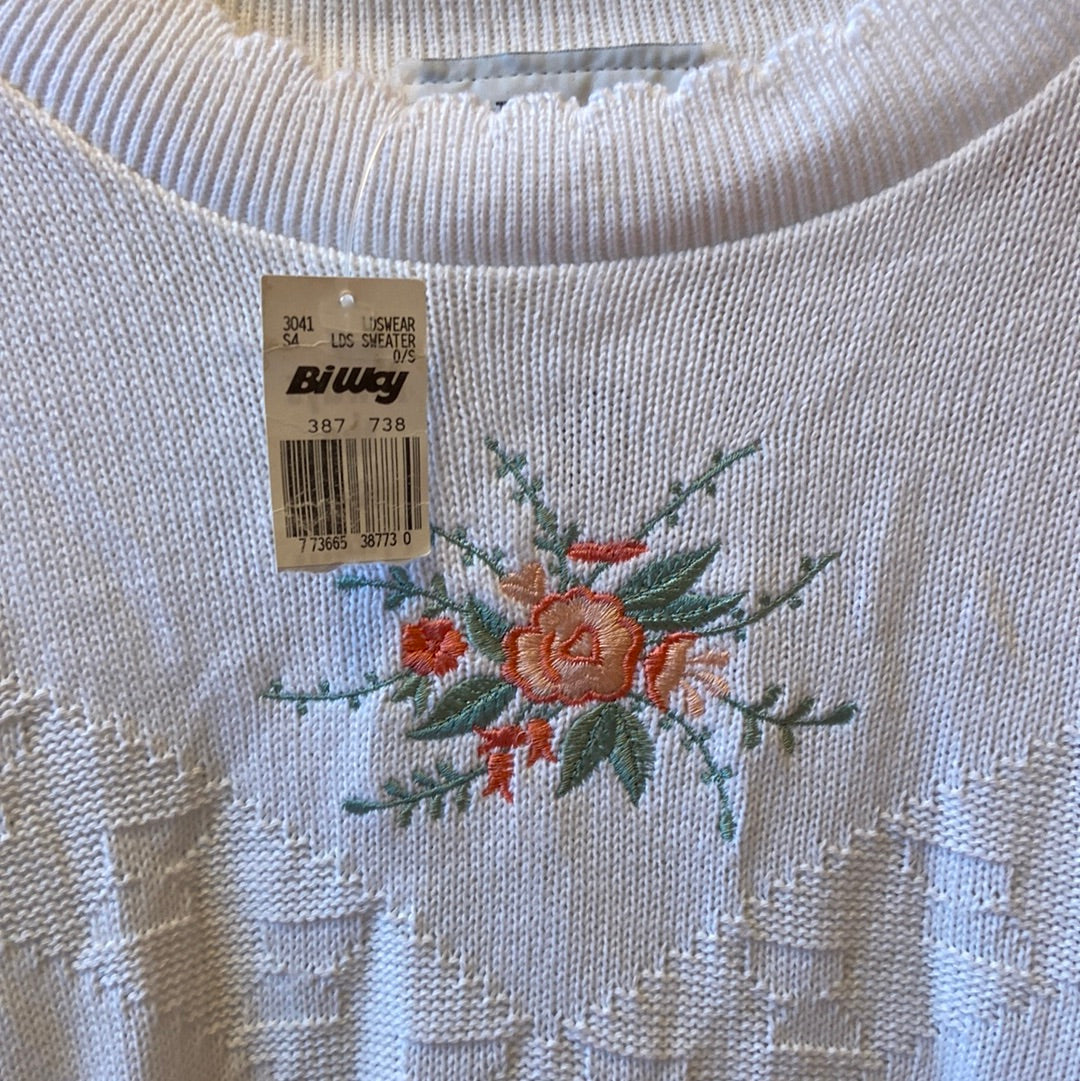 3041 LDSWEAR
S4 LDS SWEATER
O/S
BiWay
387 738
7 73665 38773 0